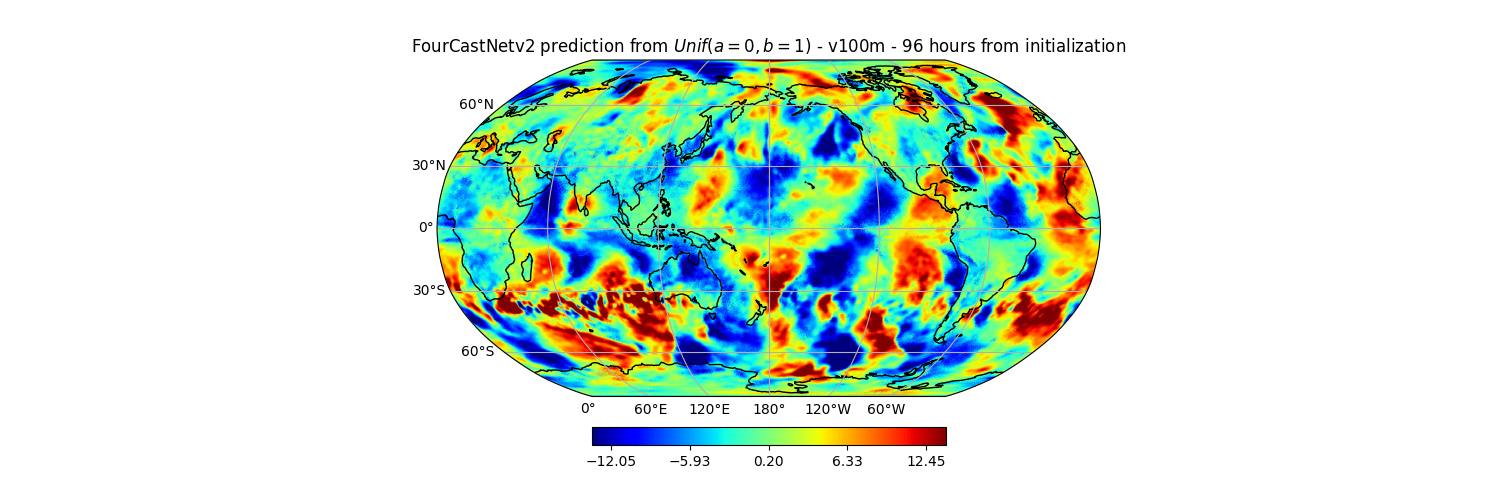 FourCastNetv2 prediction from Unif(a = 0, b = 1) - v100m - 96 hours from initialization
60°N
30°N
0°
30°S
60°S
0° 60°E 120°E 180° 120°W 60°W
−12.05 −5.93 0.20 6.33 12.45